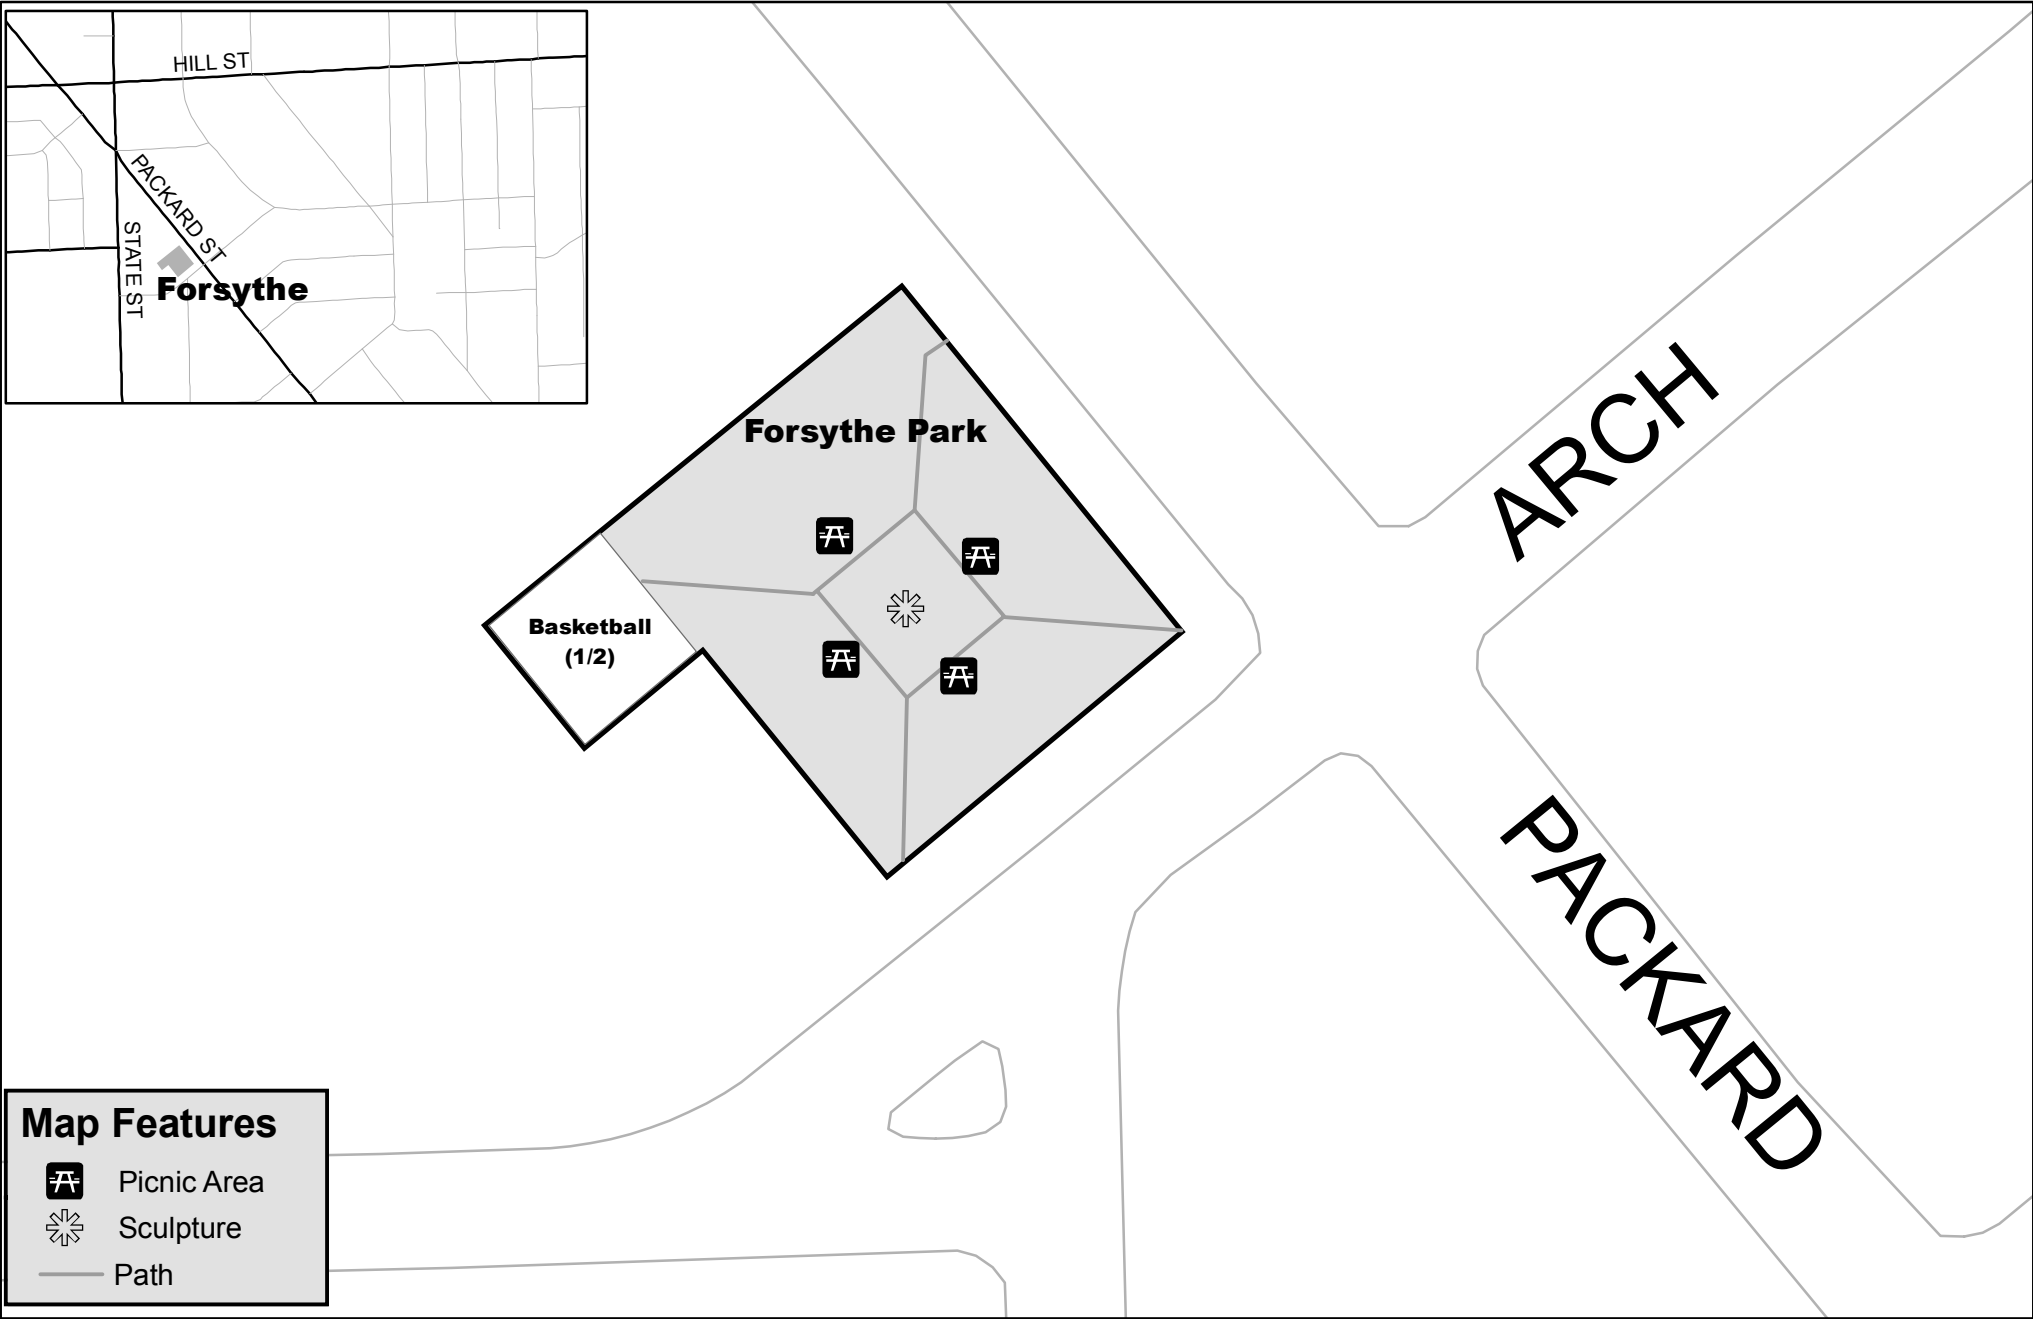 HILL ST
PACKARD ST
STATE ST
Forsythe
Forsythe Park
Basketball
(1/2)
ARCH
PACKARD
Map Features
Picnic Area
Sculpture
Path